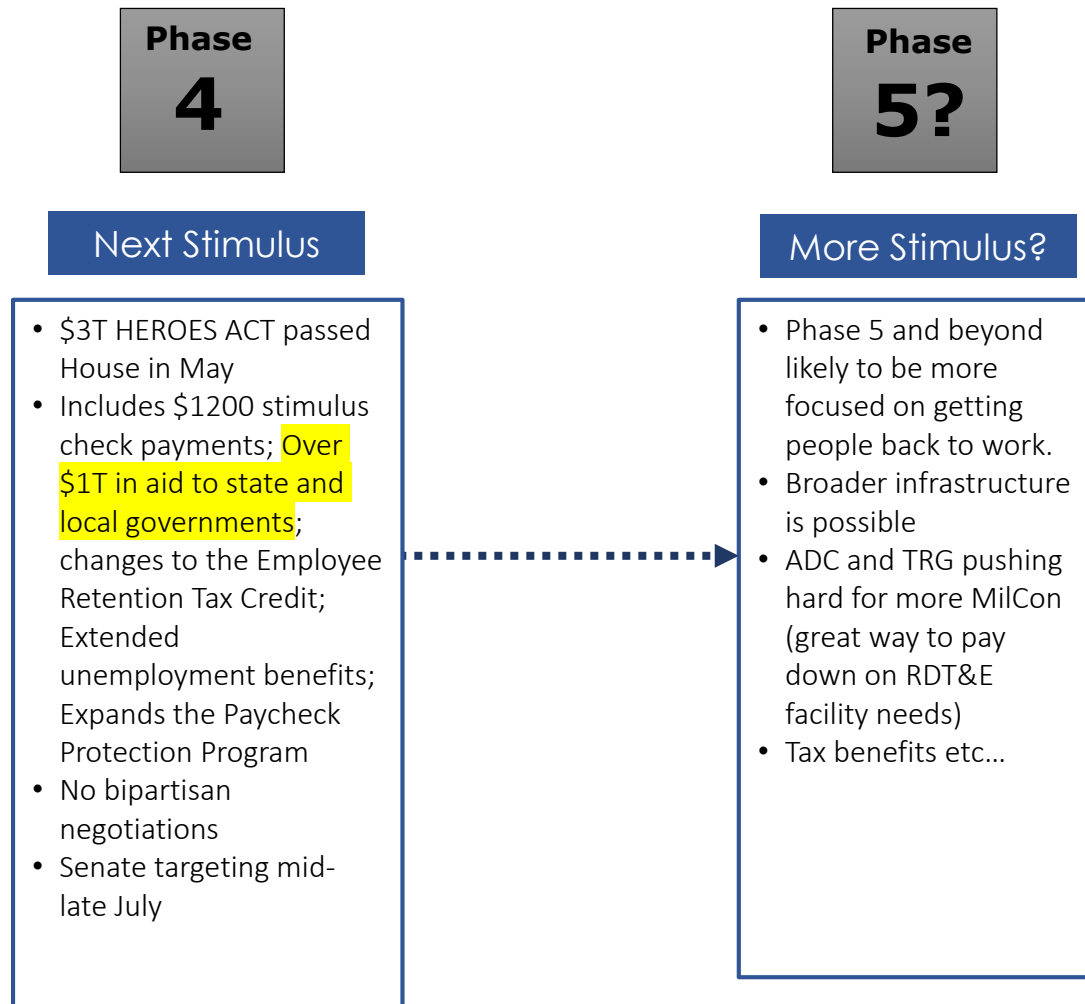 Phase
4
Next Stimulus
• $3T HEROES ACT passed
House in May
• Includes $1200 stimulus
check payments; Over
$1T in aid to state and
local governments;
changes to the Employee
Retention Tax Credit;
Extended
unemployment benefits;
Expands the Paycheck
Protection Program
• No bipartisan
negotiations
• Senate targeting mid-
late July
Phase
5?
More Stimulus?
• Phase 5 and beyond
likely to be more
focused on getting
people back to work.
• Broader infrastructure
is possible
• ADC and TRG pushing
hard for more MilCon
(great way to pay
down on RDT&E
facility needs)
• Tax benefits etc…